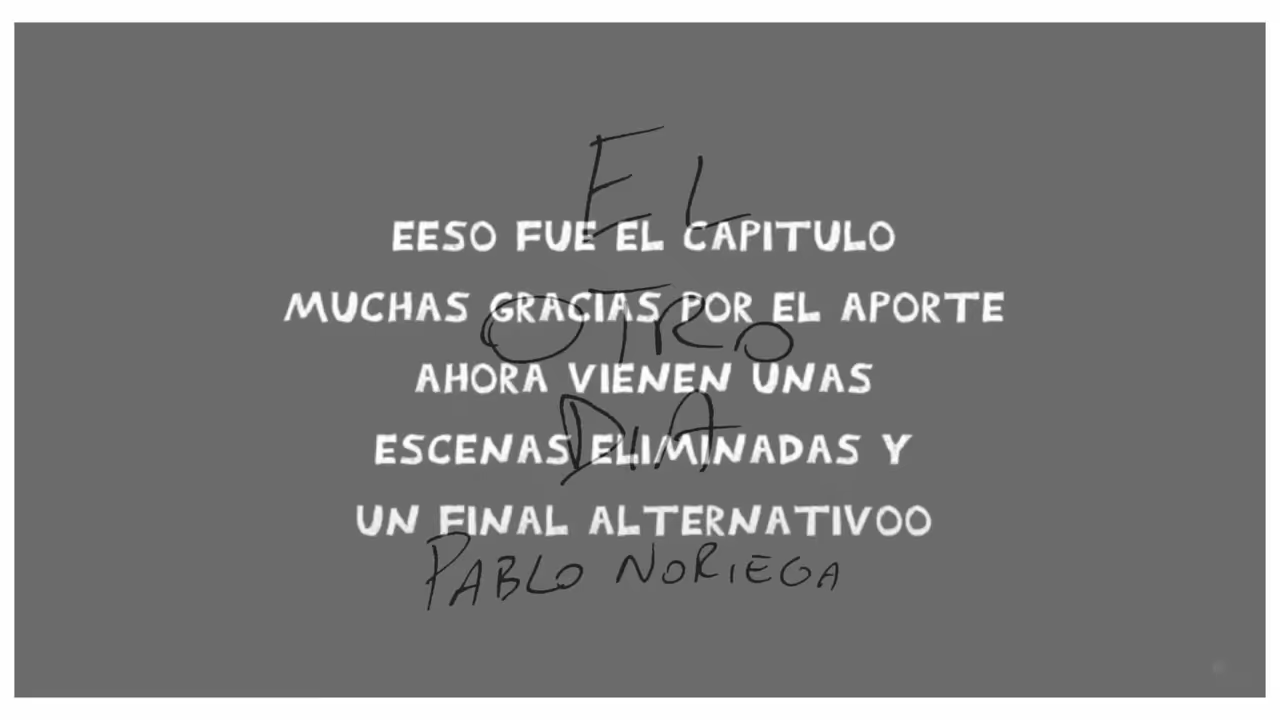 EL
EESO FUE EL CAPITULO
OTRO
MUCHAS GRACIAS POR EL APORTE
AHORA VIENEN UNAS
DIA
ESCENAS ELIMINADAS Y
UN FINAL ALTERNATIVOO
PABLO NORIEGA